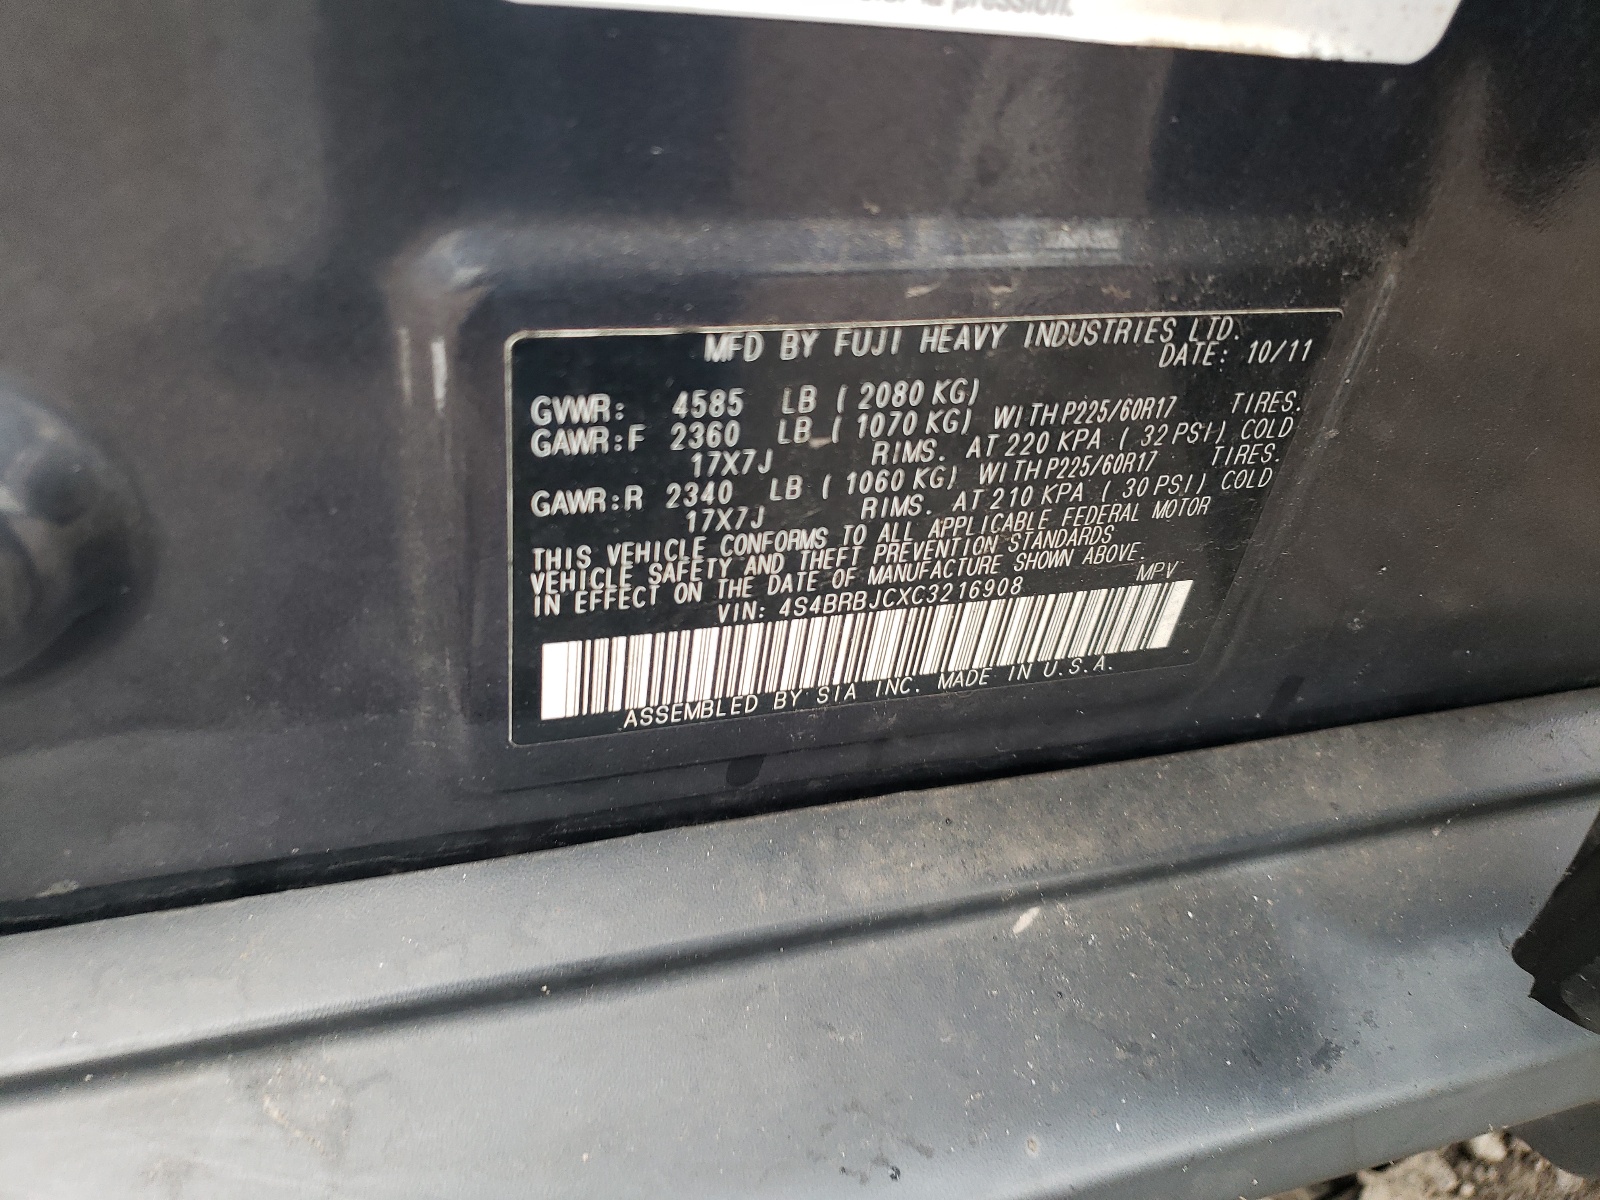 pression.
MFD BY FUJI HEAVY INDUSTRIES LTD.
DATE: 10/11
GVWR: 4585 LB ( 2080 KG)
GAWR:F 2360 LB ( 1070 KG) WITH P225/60R17 TIRES.
17X7J RIMS. AT 220 KPA ( 32 PSI) COLD
GAWR:R 2340 LB ( 1060 KG) WITH P225/60R17 TIRES.
17X7J RIMS. AT 210 KPA ( 30 PSI) COLD
THIS VEHICLE CONFORMS TO ALL APPLICABLE FEDERAL MOTOR
VEHICLE SAFETY AND THEFT PREVENTION STANDARDS
IN EFFECT ON THE DATE OF MANUFACTURE SHOWN ABOVE.
VIN: 4S4BRBJCXC3216908 MPV
ASSEMBLED BY SIA INC. MADE IN U.S.A.